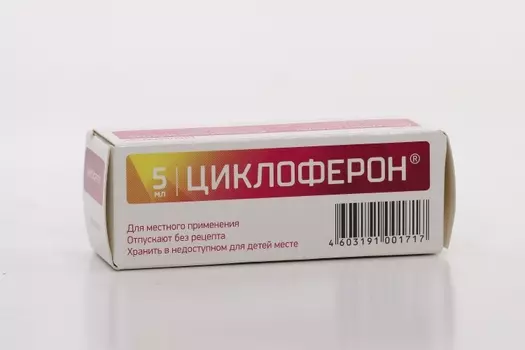 5 мл | ЦИКЛОФЕРОН®
Для местного применения
Отпускают без рецепта
Хранить в недоступном для детей месте
4 603191 001717